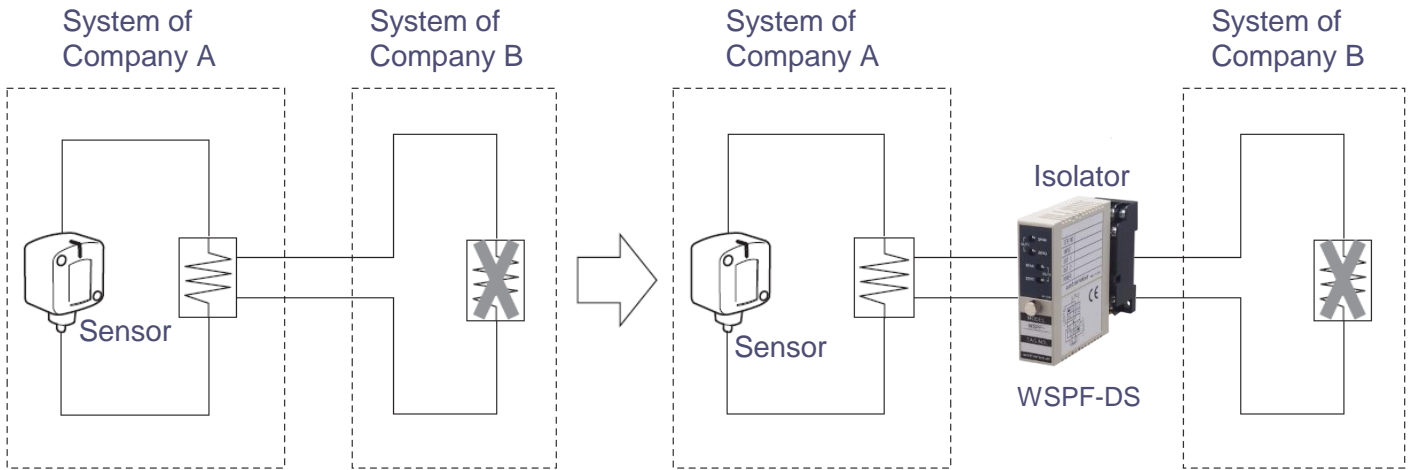 System of
Company A
System of
Company B
System of
Company A
System of
Company B
Sensor
Isolator
Sensor
WSPF-DS